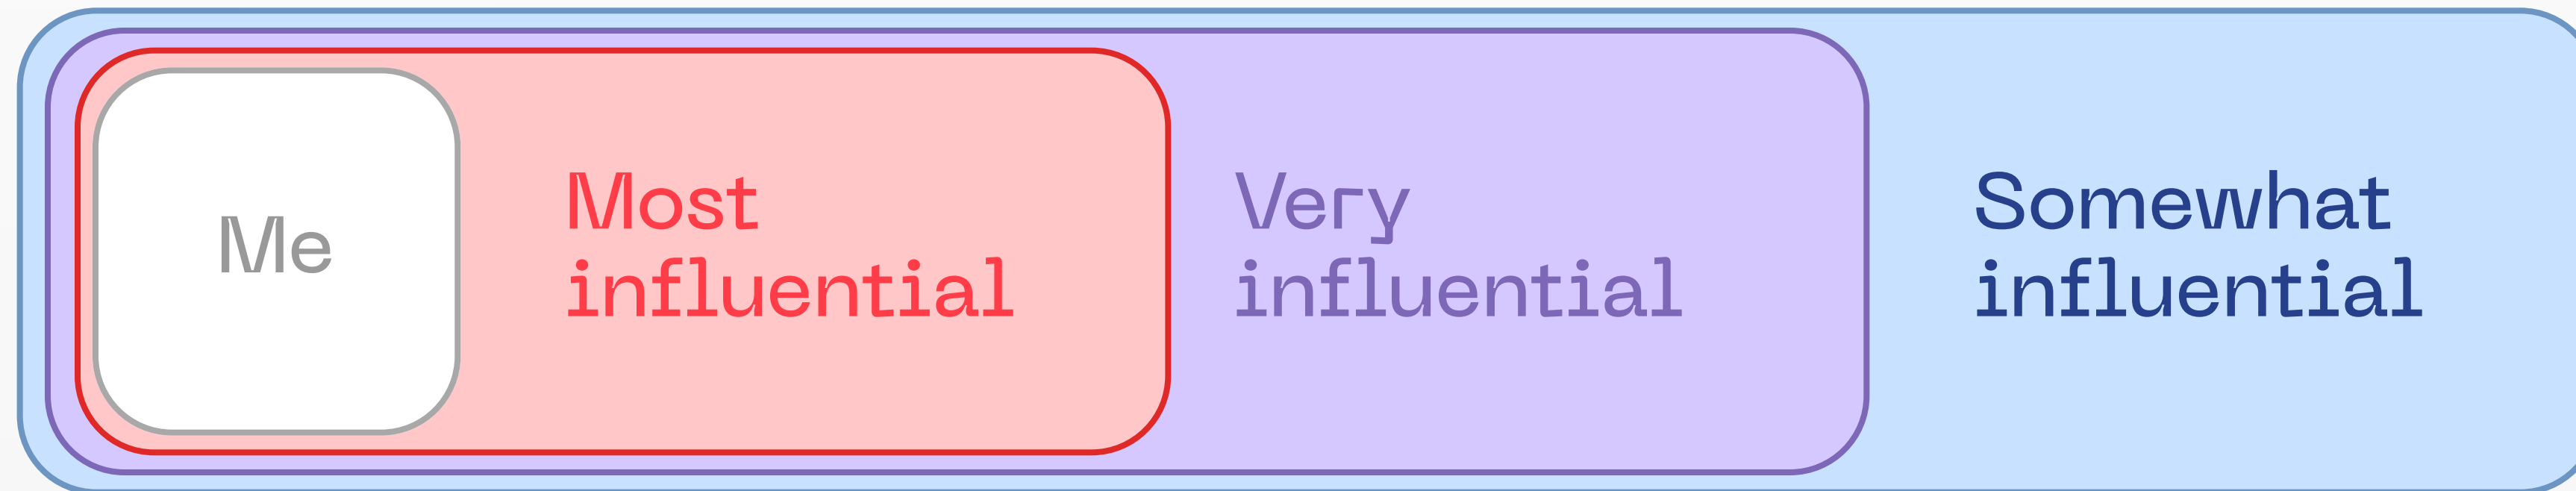 Me
Most
influential
Very
influential
Somewhat
influential